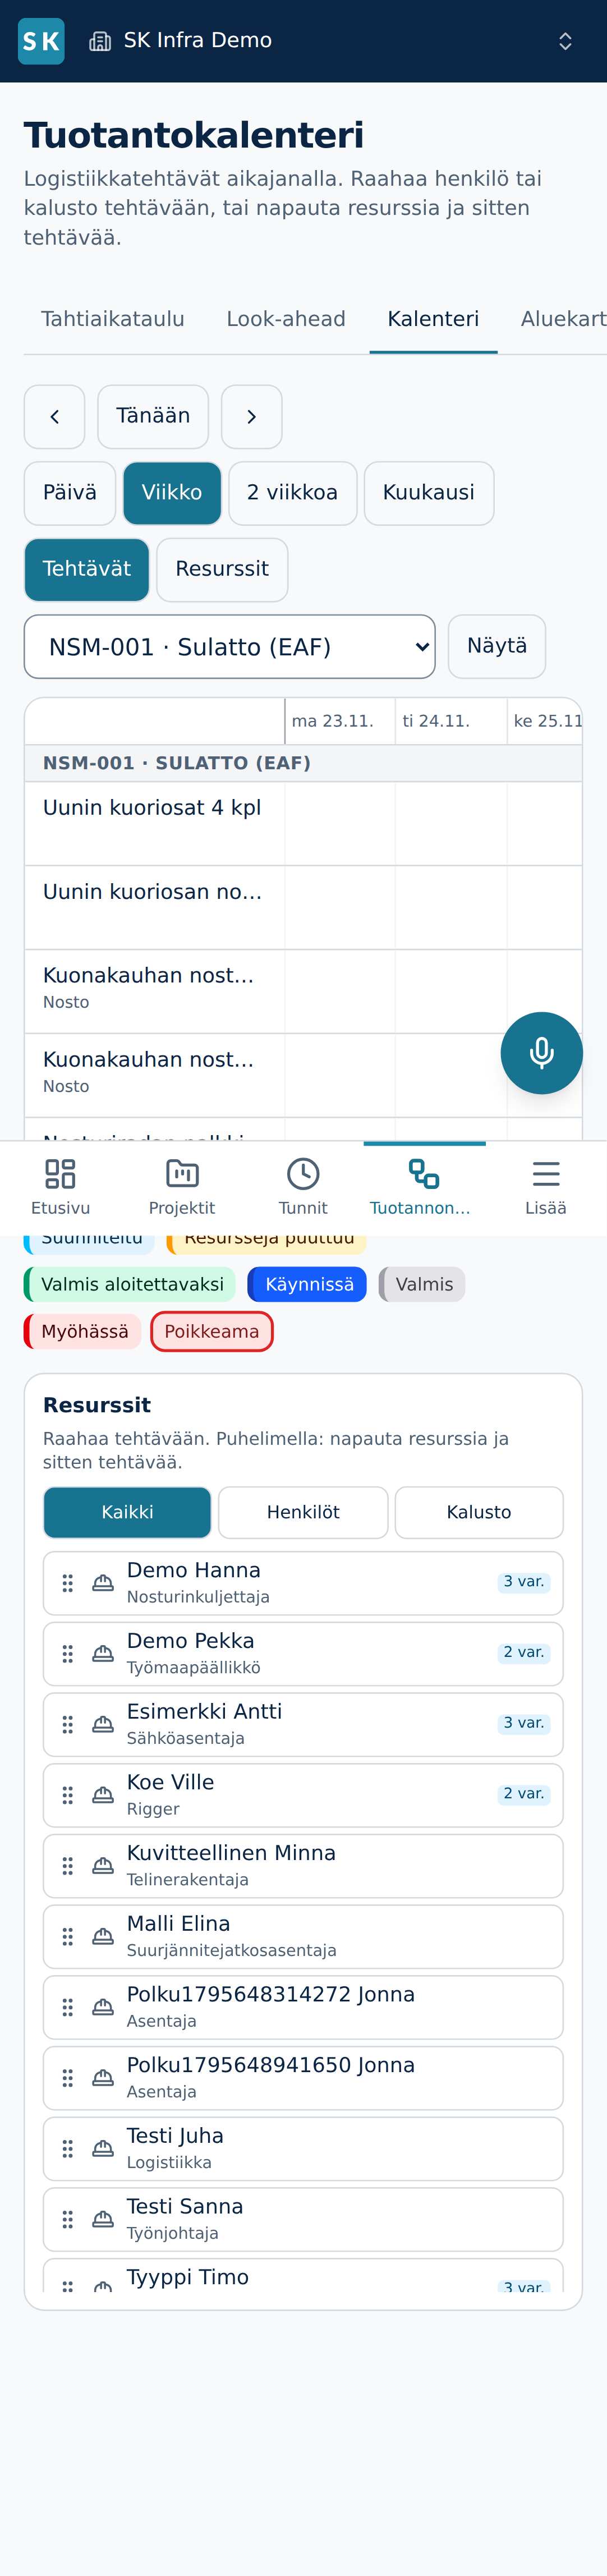 SK
SK Infra Demo
Tuotantokalenteri
Logistiikkatehtävät aikajanalla. Raahaa henkilö tai
kalusto tehtävään, tai napauta resurssia ja sitten
tehtävää.
Tahtiaikataulu
Look-ahead
Kalenteri
Aluekart
Tänään
Päivä
Viikko
2 viikkoa
Kuukausi
Tehtävät
Resurssit
NSM-001 · Sulatto (EAF)
Näytä
ma 23.11.
ti 24.11.
ke 25.11
NSM-001 · SULATTO (EAF)
Uunin kuoriosat 4 kpl
Uunin kuoriosan no…
Kuonakauhan nost…
Nosto
Kuonakauhan nost…
Nosto
Etusivu
Projektit
Tunnit
Tuotannon…
Lisää
Suunniteltu
Resursseja puuttuu
Valmis aloitettavaksi
Käynnissä
Valmis
Myöhässä
Poikkeama
Resurssit
Raahaa tehtävään. Puhelimella: napauta resurssia ja
sitten tehtävää.
Kaikki
Henkilöt
Kalusto
Demo Hanna
Nosturinkuljettaja
3 var.
Demo Pekka
Työmaapäällikkö
2 var.
Esimerkki Antti
Sähköasentaja
3 var.
Koe Ville
Rigger
2 var.
Kuvitteellinen Minna
Telinerakentaja
Malli Elina
Suurjännitejatkosasentaja
Polku1795648314272 Jonna
Asentaja
Polku1795648941650 Jonna
Asentaja
Testi Juha
Logistiikka
Testi Sanna
Työnjohtaja
Tyyppi Timo
3 var.